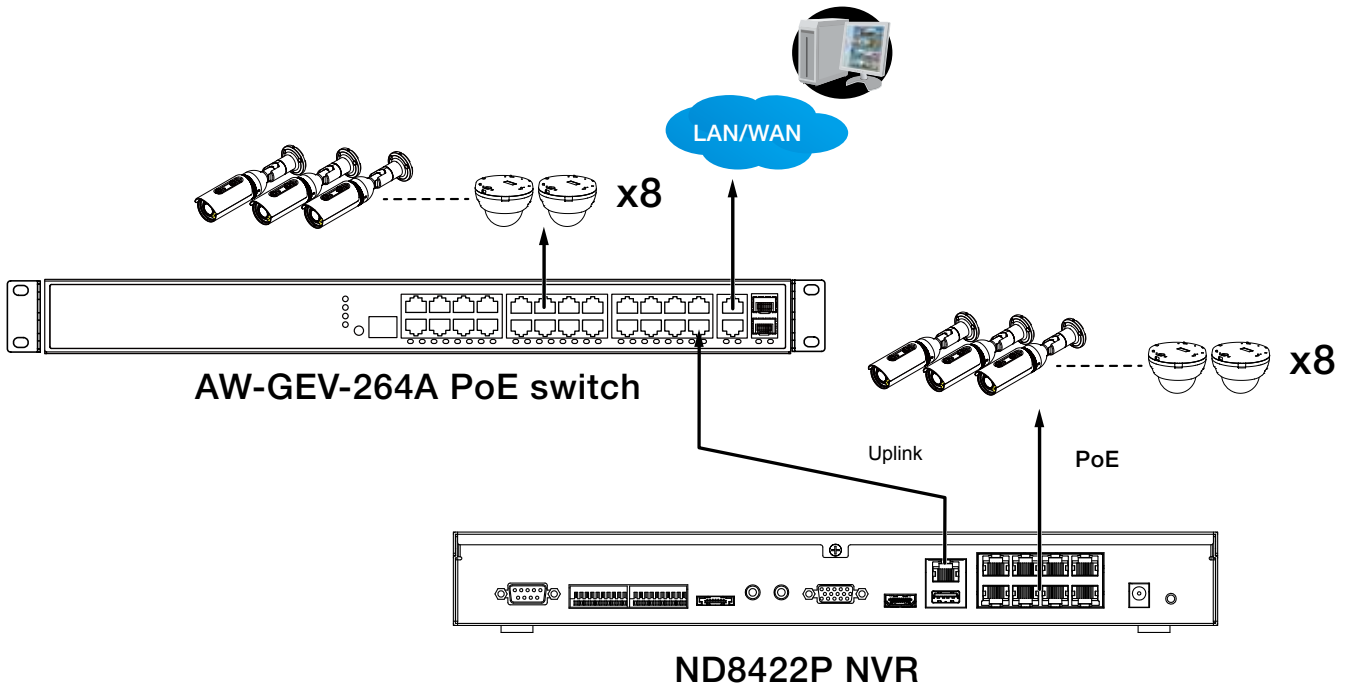 LAN/WAN
x8
AW-GEV-264A PoE switch
x8
Uplink
PoE
ND8422P NVR